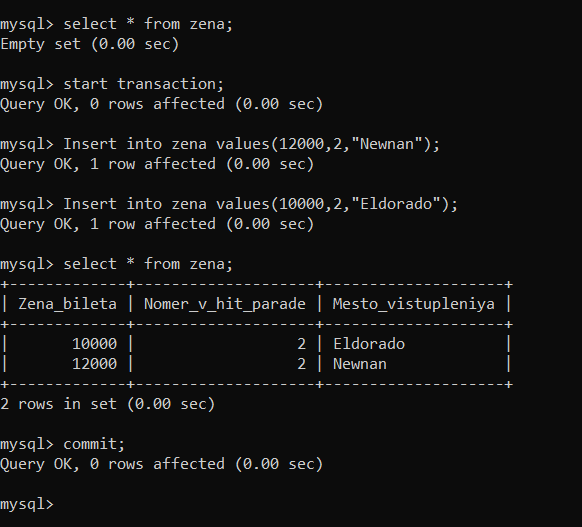 mysql> select * from zena;
Empty set (0.00 sec)
mysql> start transaction;
Query OK, 0 rows affected (0.00 sec)
mysql> Insert into zena values(12000,2,"Newnan");
Query OK, 1 row affected (0.00 sec)
mysql> Insert into zena values(10000,2,"Eldorado");
Query OK, 1 row affected (0.00 sec)
mysql> select * from zena;
+-------------+--------------------+--------------------+
| Zena_bileta | Nomer_v_hit_parade | Mesto_vistupleniya |
+-------------+--------------------+--------------------+
|       10000 |                  2 | Eldorado           |
|       12000 |                  2 | Newnan             |
+-------------+--------------------+--------------------+
2 rows in set (0.00 sec)
mysql> commit;
Query OK, 0 rows affected (0.00 sec)
mysql>